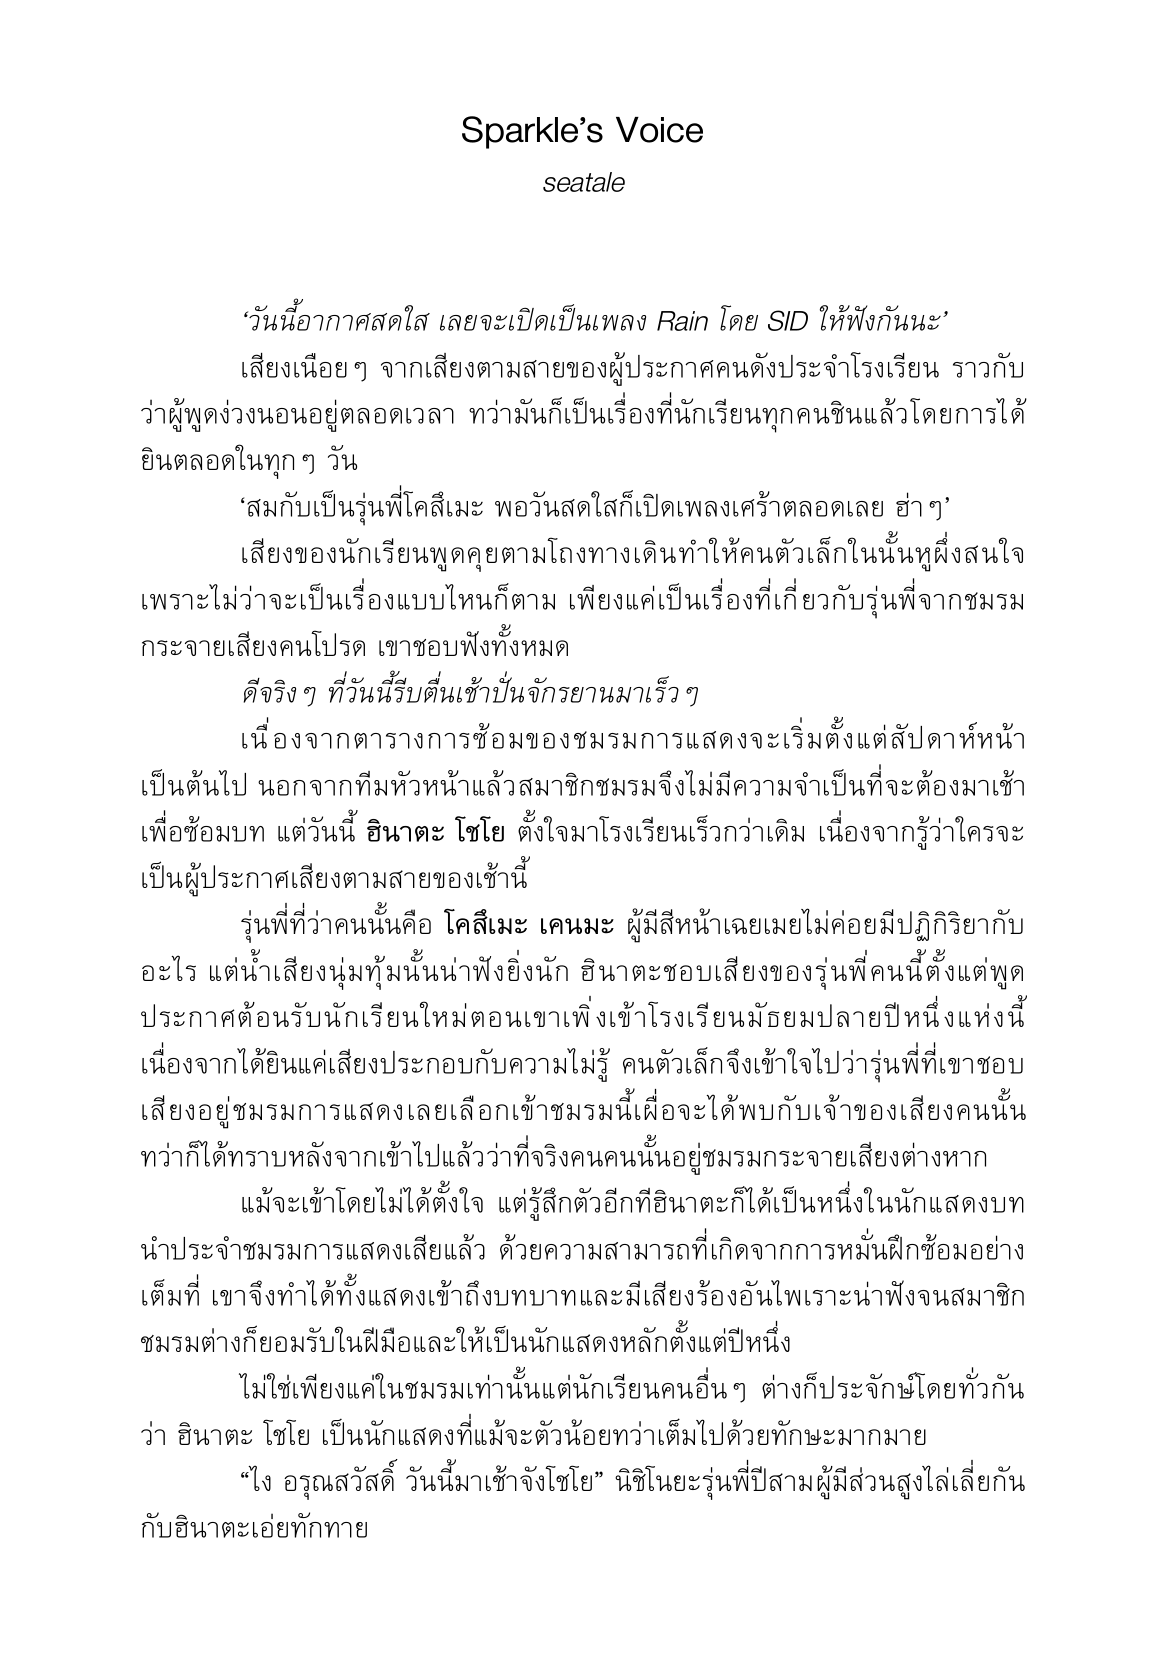 Sparkle’s Voice
seatale
‘วันนี้อากาศสดใส เลยจะเปิดเป็นเพลง Rain โดย SID ให้ฟังกันนะ’
เสียงเนือยๆ จากเสียงตามสายของผู้ประกาศคนดังประจำโรงเรียน ราวกับ
ว่าผู้พูดง่วงนอนอยู่ตลอดเวลา ทว่ามันก็เป็นเรื่องที่นักเรียนทุกคนชินแล้วโดยการได้
ยินตลอดในทุกๆ วัน
‘สมกับเป็นรุ่นพี่โคสึเมะ พอวันสดใสก็เปิดเพลงเศร้าตลอดเลย ฮ่าๆ’
เสียงของนักเรียนพูดคุยตามโถงทางเดินทำให้คนตัวเล็กในนั้นหูผึ่งสนใจ
เพราะไม่ว่าจะเป็นเรื่องแบบไหนก็ตาม เพียงแค่เป็นเรื่องที่เกี่ยวกับรุ่นพี่จากชมรม
กระจายเสียงคนโปรด เขาชอบฟังทั้งหมด
ดีจริงๆ ที่วันนี้รีบตื่นเช้าปั่นจักรยานมาเร็วๆ
เนื่องจากตารางการซ้อมของชมรมการแสดงจะเริ่มตั้งแต่สัปดาห์หน้า
เป็นต้นไป นอกจากทีมหัวหน้าแล้วสมาชิกชมรมจึงไม่มีความจำเป็นที่จะต้องมาเช้า
เพื่อซ้อมบท แต่วันนี้ ฮินาตะ โชโย ตั้งใจมาโรงเรียนเร็วกว่าเดิม เนื่องจากรู้ว่าใครจะ
เป็นผู้ประกาศเสียงตามสายของเช้านี้
รุ่นพี่ที่ว่าคนนั้นคือ โคสึเมะ เคนมะ ผู้มีสีหน้าเฉยเมยไม่ค่อยมีปฏิกิริยากับ
อะไร แต่น้ำเสียงนุ่มทุ้มนั้นน่าฟังยิ่งนัก ฮินาตะชอบเสียงของรุ่นพี่คนนี้ตั้งแต่พูด
ประกาศต้อนรับนักเรียนใหม่ตอนเขาเพิ่งเข้าโรงเรียนมัธยมปลายปีหนึ่งแห่งนี้
เนื่องจากได้ยินแค่เสียงประกอบกับความไม่รู้ คนตัวเล็กจึงเข้าใจไปว่ารุ่นพี่ที่เขาชอบ
เสียงอยู่ชมรมการแสดงเลยเลือกเข้าชมรมนี้เผื่อจะได้พบกับเจ้าของเสียงคนนั้น
ทว่าก็ได้ทราบหลังจากเข้าไปแล้วว่าที่จริงคนคนนั้นอยู่ชมรมกระจายเสียงต่างหาก
แม้จะเข้าโดยไม่ได้ตั้งใจ แต่รู้สึกตัวอีกทีฮินาตะก็ได้เป็นหนึ่งในนักแสดงบท
นำประจำชมรมการแสดงเสียแล้ว ด้วยความสามารถที่เกิดจากการหมั่นฝึกซ้อมอย่าง
เต็มที่ เขาจึงทำได้ทั้งแสดงเข้าถึงบทบาทและมีเสียงร้องอันไพเราะน่าฟังจนสมาชิก
ชมรมต่างก็ยอมรับในฝีมือและให้เป็นนักแสดงหลักตั้งแต่ปีหนึ่ง
ไม่ใช่เพียงแค่ในชมรมเท่านั้นแต่นักเรียนคนอื่นๆ ต่างก็ประจักษ์โดยทั่วกัน
ว่า ฮินาตะ โชโย เป็นนักแสดงที่แม้จะตัวน้อยทว่าเต็มไปด้วยทักษะมากมาย
“ไง อรุณสวัสดิ์ วันนี้มาเช้าจังโชโย” นิชิโนยะรุ่นพี่ปีสามผู้มีส่วนสูงไล่เลี่ยกัน
กับฮินาตะเอ่ยทักทาย